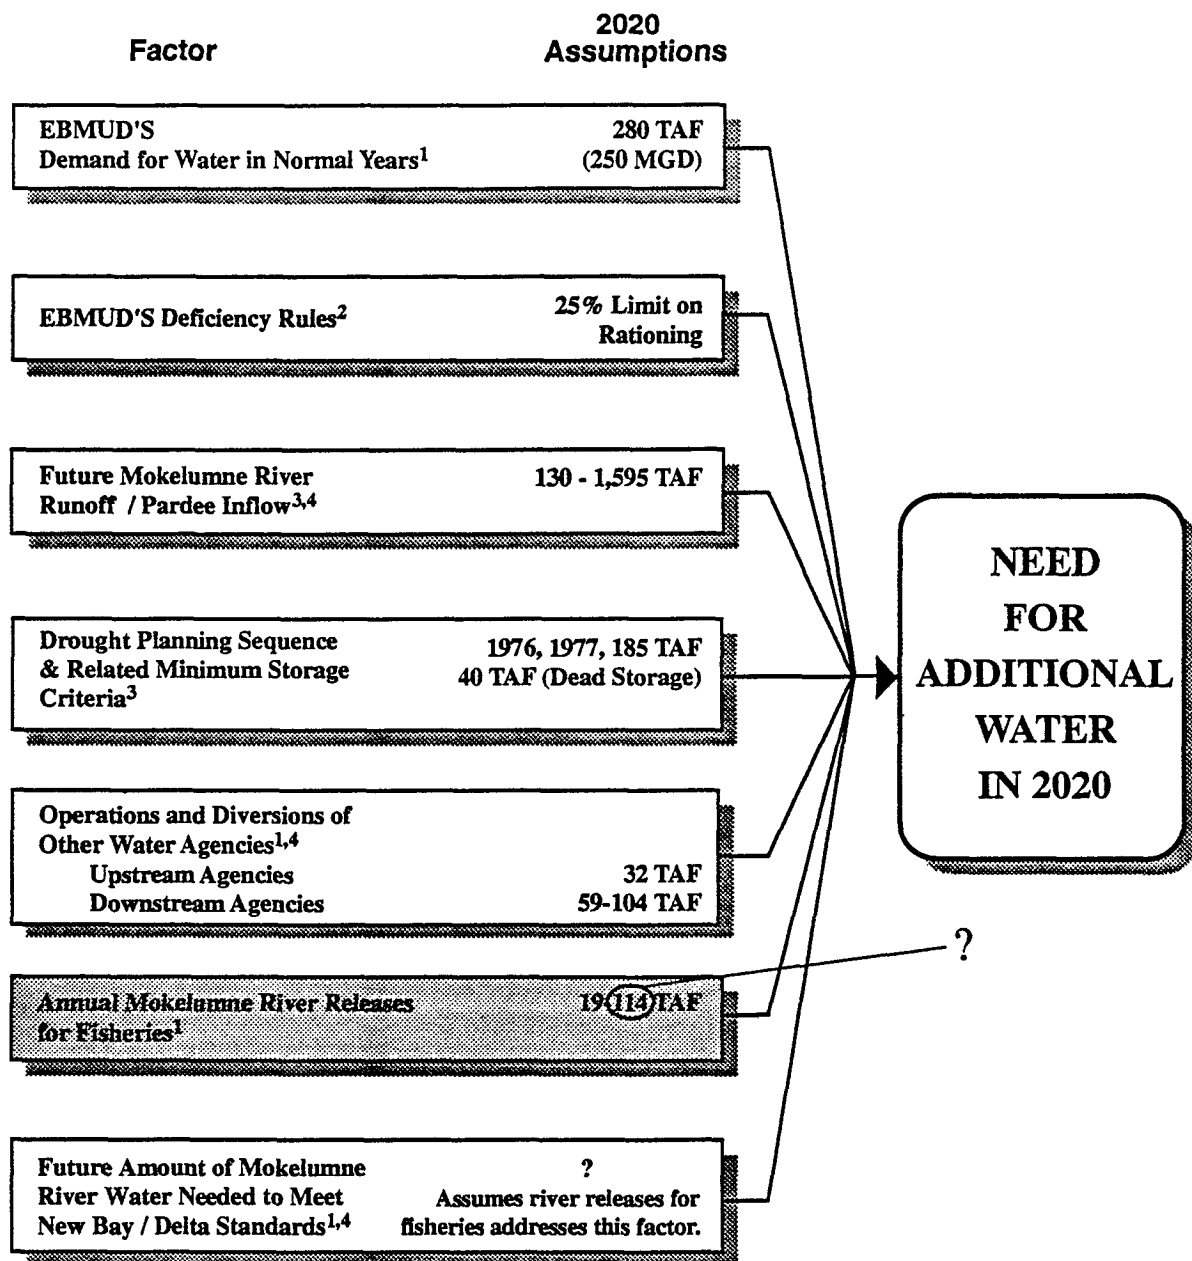 Factor
2020
Assumptions
EBMUD'S
Demand for Water in Normal Years1
280 TAF
(250 MGD)
EBMUD'S Deficiency Rules2
25% Limit on
Rationing
Future Mokelumne River
Runoff / Pardee Inflow3,4
130 - 1,595 TAF
Drought Planning Sequence
& Related Minimum Storage
Criteria3
1976, 1977, 185 TAF
40 TAF (Dead Storage)
Operations and Diversions of
Other Water Agencies1,4
Upstream Agencies 32 TAF
Downstream Agencies 59-104 TAF
?
Annual Mokelumne River Releases
for Fisheries1
19-114 TAF
Future Amount of Mokelumne
River Water Needed to Meet
New Bay / Delta Standards1,4
?
Assumes river releases for
fisheries addresses this factor.
NEED
FOR
ADDITIONAL
WATER
IN 2020